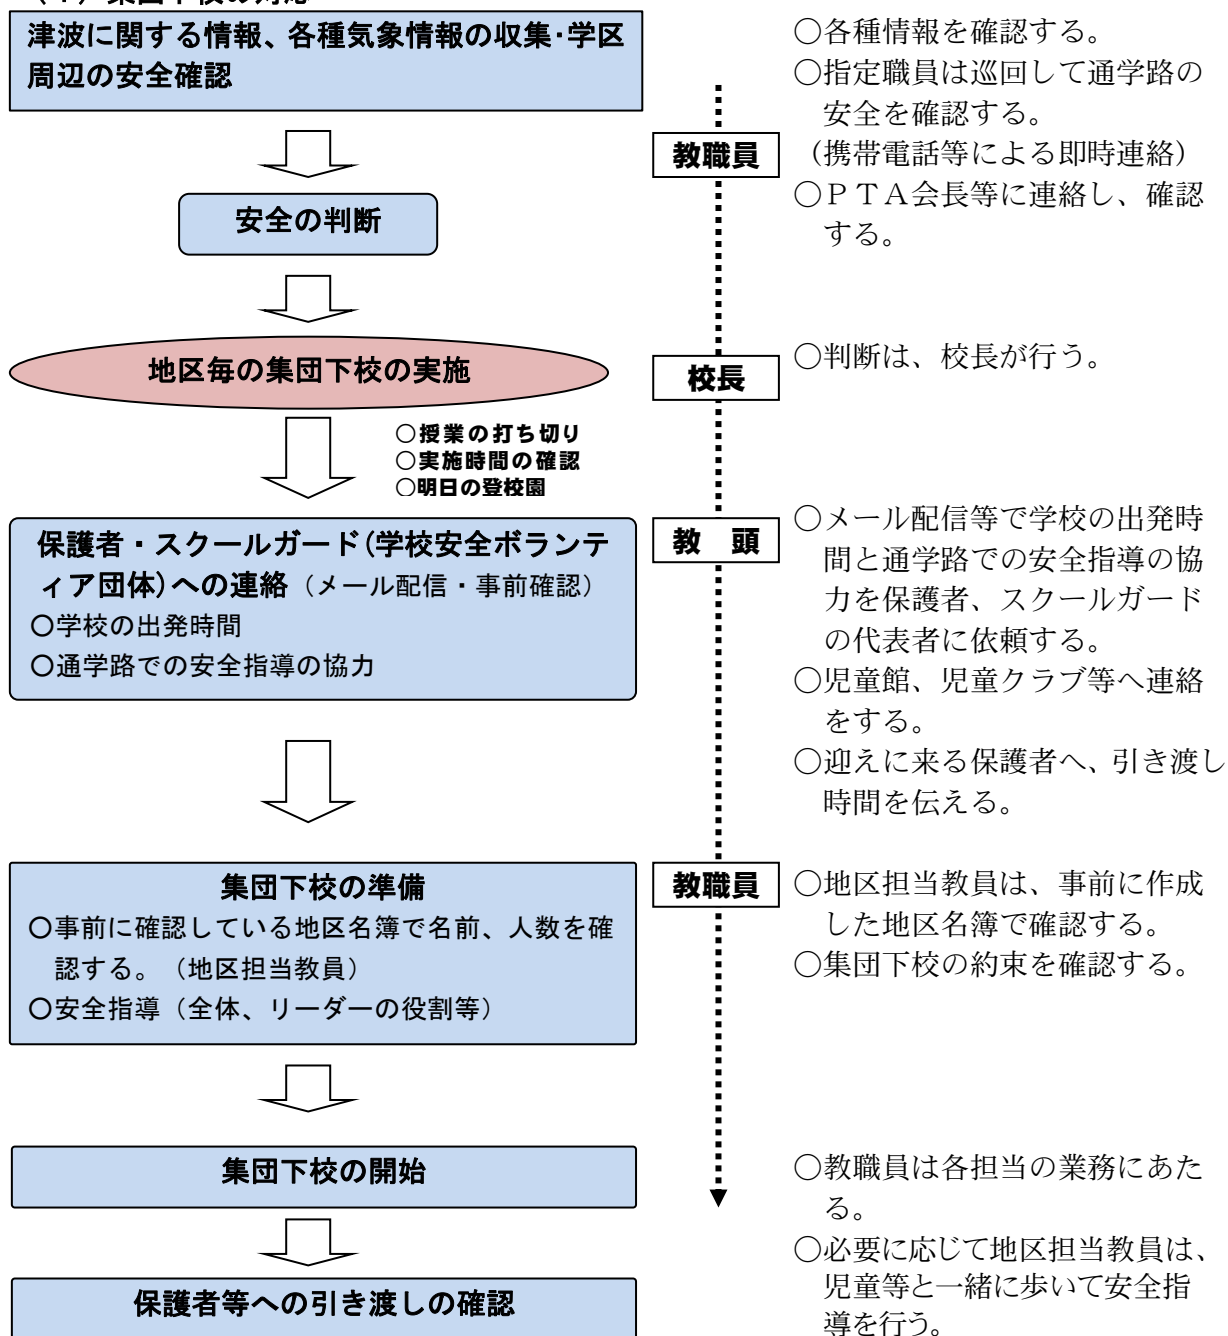 津波に関する情報、各種気象情報の収集・学区
周辺の安全確認
安全の判断
地区毎の集団下校の実施
○授業の打ち切り
○実施時間の確認
○明日の登校園
保護者・スクールガード(学校安全ボランテ
ィア団体)への連絡（メール配信・事前確認）
○学校の出発時間
○通学路での安全指導の協力
集団下校の準備
○事前に確認している地区名簿で名前、人数を確
認する。（地区担当教員）
○安全指導（全体、リーダーの役割等）
集団下校の開始
保護者等への引き渡しの確認
教職員
校長
教　頭
教職員
○各種情報を確認する。
○指定職員は巡回して通学路の
安全を確認する。
（携帯電話等による即時連絡）
○ＰＴＡ会長等に連絡し、確認
する。
○判断は、校長が行う。
○メール配信等で学校の出発時
間と通学路での安全指導の協
力を保護者、スクールガード
の代表者に依頼する。
○児童館、児童クラブ等へ連絡
をする。
○迎えに来る保護者へ、引き渡し
時間を伝える。
○地区担当教員は、事前に作成
した地区名簿で確認する。
○集団下校の約束を確認する。
○教職員は各担当の業務にあた
る。
○必要に応じて地区担当教員は、
児童等と一緒に歩いて安全指
導を行う。